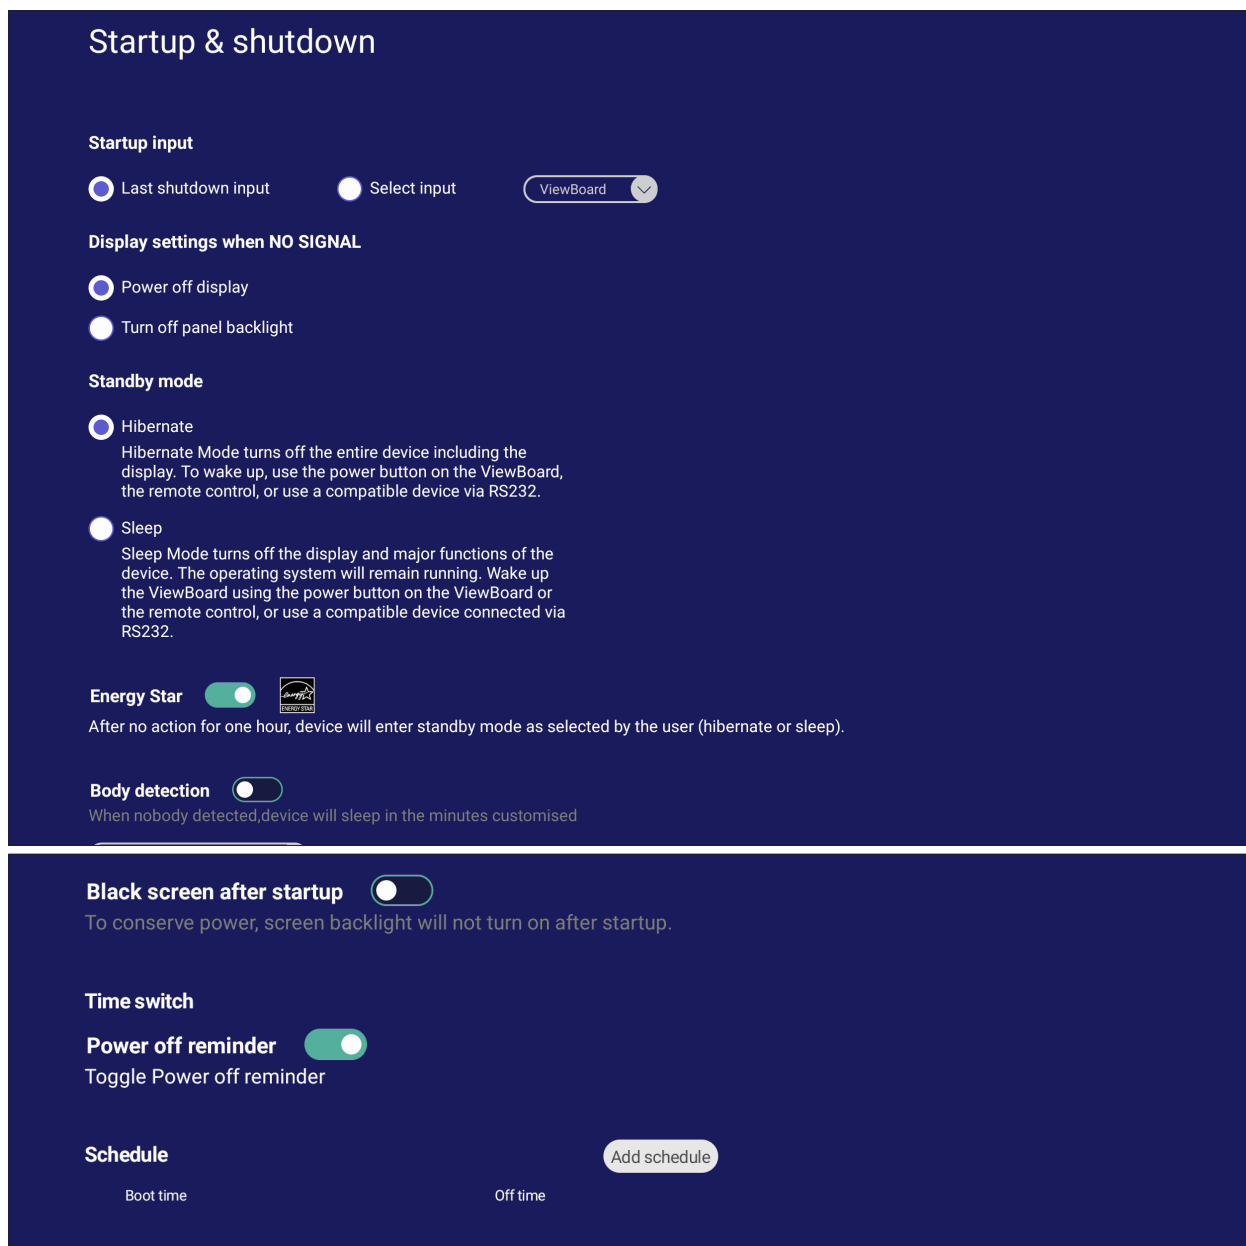 Startup & shutdown
Startup input
Last shutdown input
Select input
ViewBoard
Display settings when NO SIGNAL
Power off display
Turn off panel backlight
Standby mode
Hibernate
Hibernate Mode turns off the entire device including the
display. To wake up, use the power button on the ViewBoard,
the remote control, or use a compatible device via RS232.
Sleep
Sleep Mode turns off the display and major functions of the
device. The operating system will remain running. Wake up
the ViewBoard using the power button on the ViewBoard or
the remote control, or use a compatible device connected via
RS232.
Energy Star
energy
ENERGY STAR
After no action for one hour, device will enter standby mode as selected by the user (hibernate or sleep).
Body detection
When nobody detected,device will sleep in the minutes customised
Black screen after startup
To conserve power, screen backlight will not turn on after startup.
Time switch
Power off reminder
Toggle Power off reminder
Schedule
Add schedule
Boot time
Off time